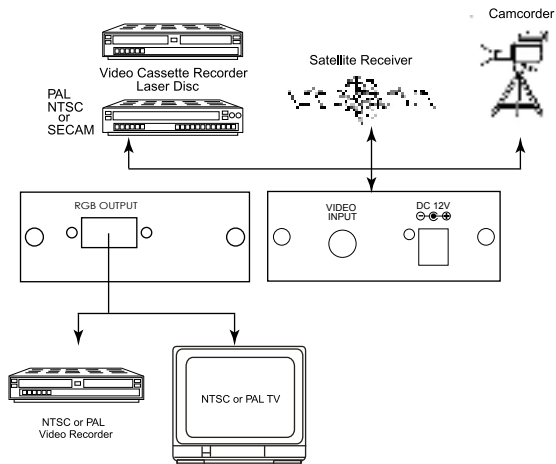 Camcorder
Satellite Receiver
Video Cassette Recorder
Laser Disc
PAL
NTSC
or
SECAM
RGB OUTPUT
VIDEO
INPUT
DC 12V
NTSC or PAL TV
NTSC or PAL
Video Recorder